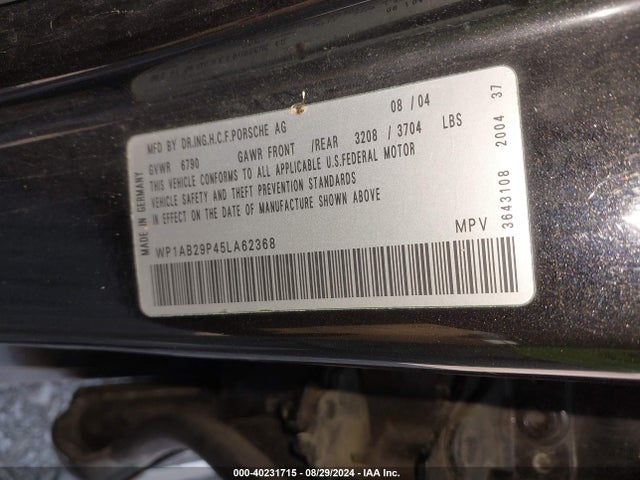 MFD BY DR.ING.H.C.F.PORSCHE AG 08 / 04
GVWR 6790 GAWR FRONT /REAR 3208 / 3704 LBS
THIS VEHICLE CONFORMS TO ALL APPLICABLE U.S.FEDERAL MOTOR
VEHICLE SAFETY AND THEFT PREVENTION STANDARDS
IN EFFECT ON THE DATE OF MANUFACTURE SHOWN ABOVE
WP1AB29P45LA62368 MPV
MADE IN GERMANY
3643108 2004 37
000-40231715 - 08/29/2024 - IAA Inc.